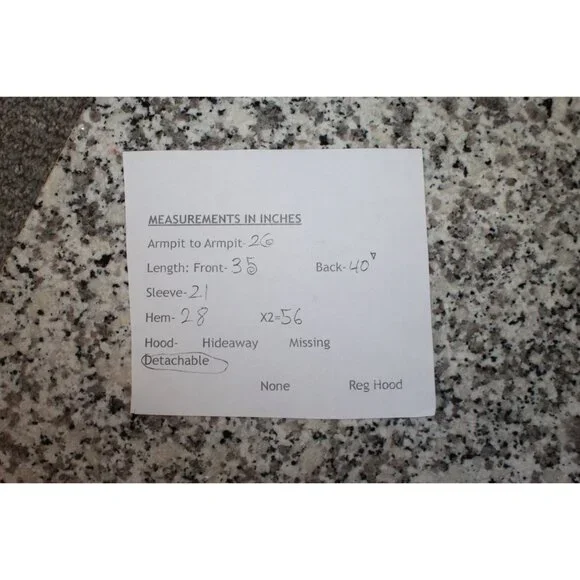 MEASUREMENTS IN INCHES
Armpit to Armpit- 26
Length: Front- 35 Back- 40
Sleeve- 21
Hem- 28 X2= 56
Hood- Hideaway Missing
Detachable
None Reg Hood